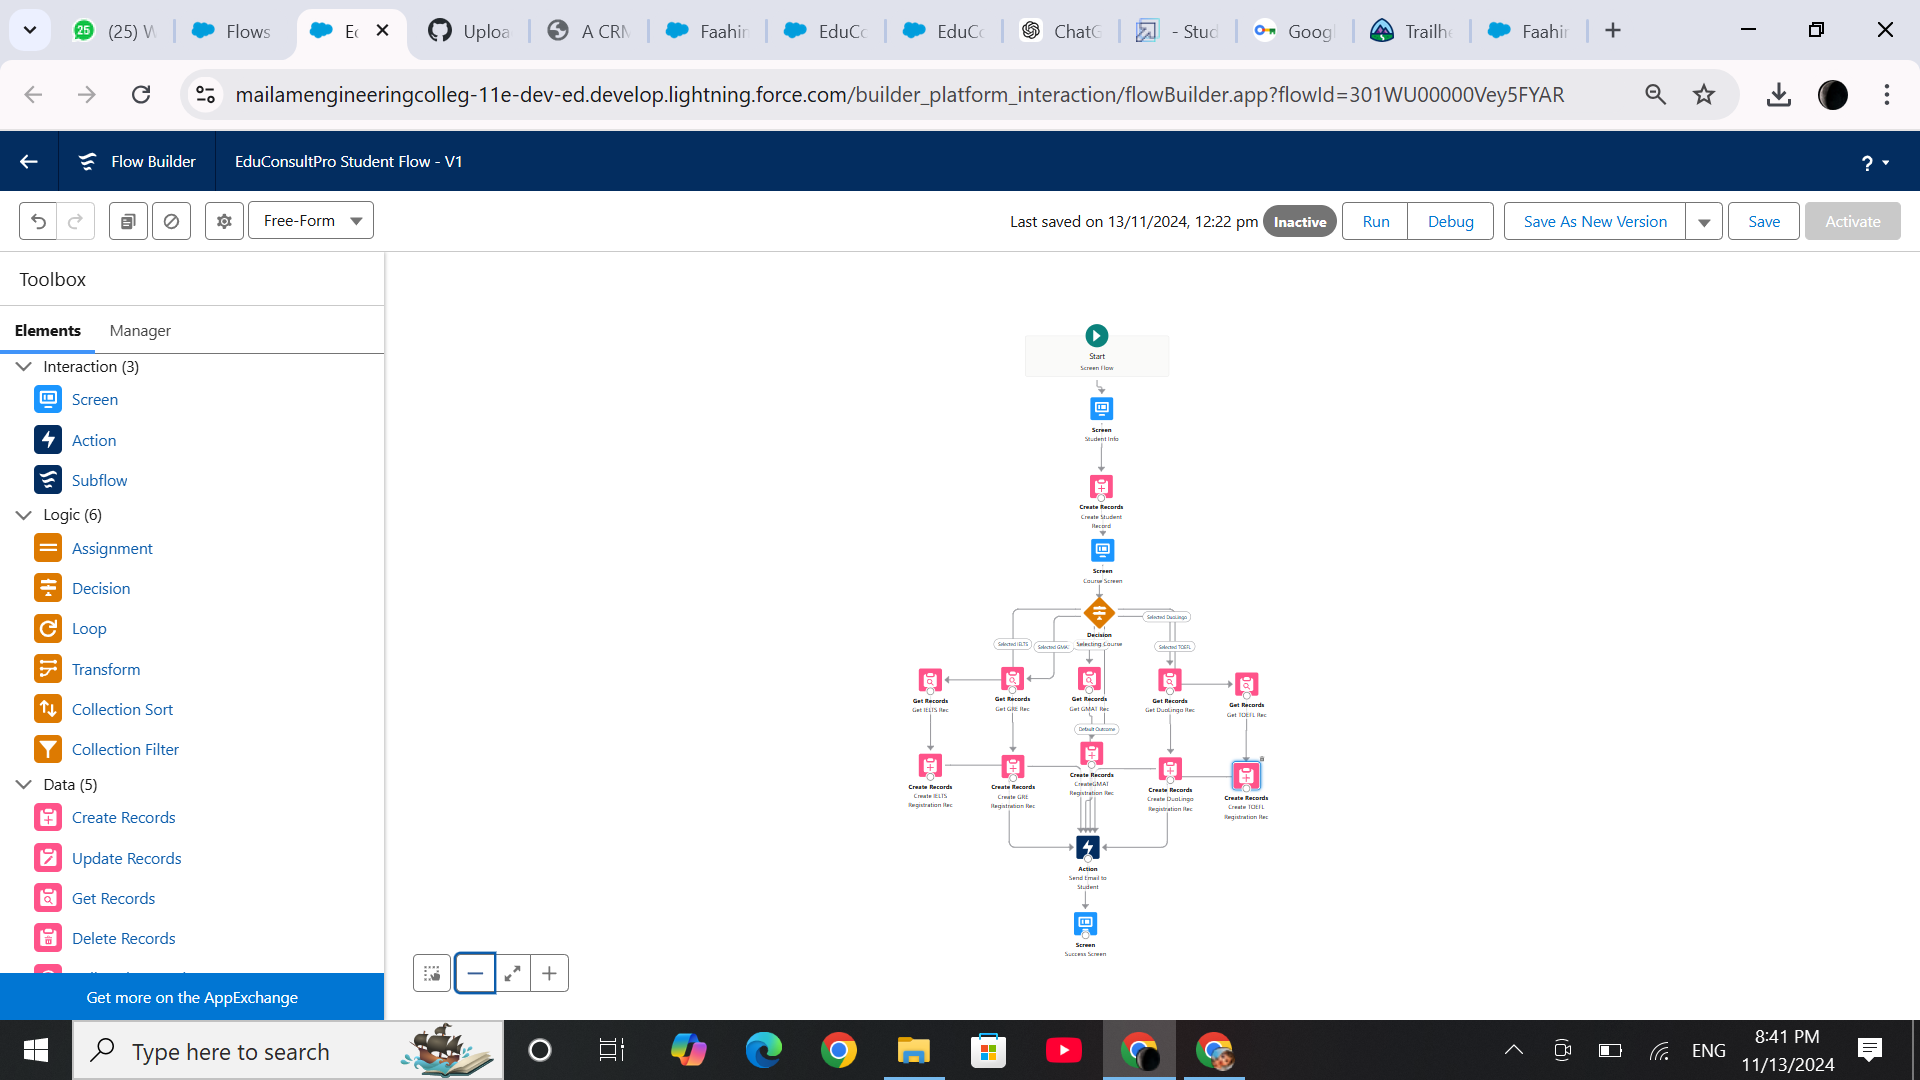 (25) W
Flows
Ec
Uploa
A CRM
Faahin
EduCo
EduCo
ChatG
- Stud
Googl
Trailhe
Faahin
mailamengineeringcolleg-11e-dev-ed.develop.lightning.force.com/builder_platform_interaction/flowBuilder.app?flowId=301WU00000Vey5FYAR
Flow Builder
EduConsultPro Student Flow - V1
?
Free-Form
Last saved on 13/11/2024, 12:22 pm
Inactive
Run
Debug
Save As New Version
Save
Activate
Toolbox
Elements
Manager
Interaction (3)
Screen
Action
Subflow
Logic (6)
Assignment
Decision
Loop
Transform
Collection Sort
Collection Filter
Data (5)
Create Records
Update Records
Get Records
Delete Records
Get more on the AppExchange
Start
Screen Flow
Screen
Student Info
Create Records
Create Student
Record
Screen
Course Screen
Selected DuoLingo
Decision
Selecting Course
Selected IELTS
Selected GMA
Selected TOEFL
Get Records
Get IELTS Rec
Get Records
Get GRE Rec
Get Records
Get GMAT Rec
Get Records
Get DuoLingo Rec
Get Records
Get TOEFL Rec
Default Outcome
Create Records
Create IELTS
Registration Rec
Create Records
Create GRE
Registration Rec
Create Records
CreateGMAT
Registration Rec
Create Records
Create DuoLingo
Registration Rec
Create Records
Create TOEFL
Registration Rec
Action
Send Email to
Student
Screen
Success Screen
Type here to search
ENG
8:41 PM
11/13/2024